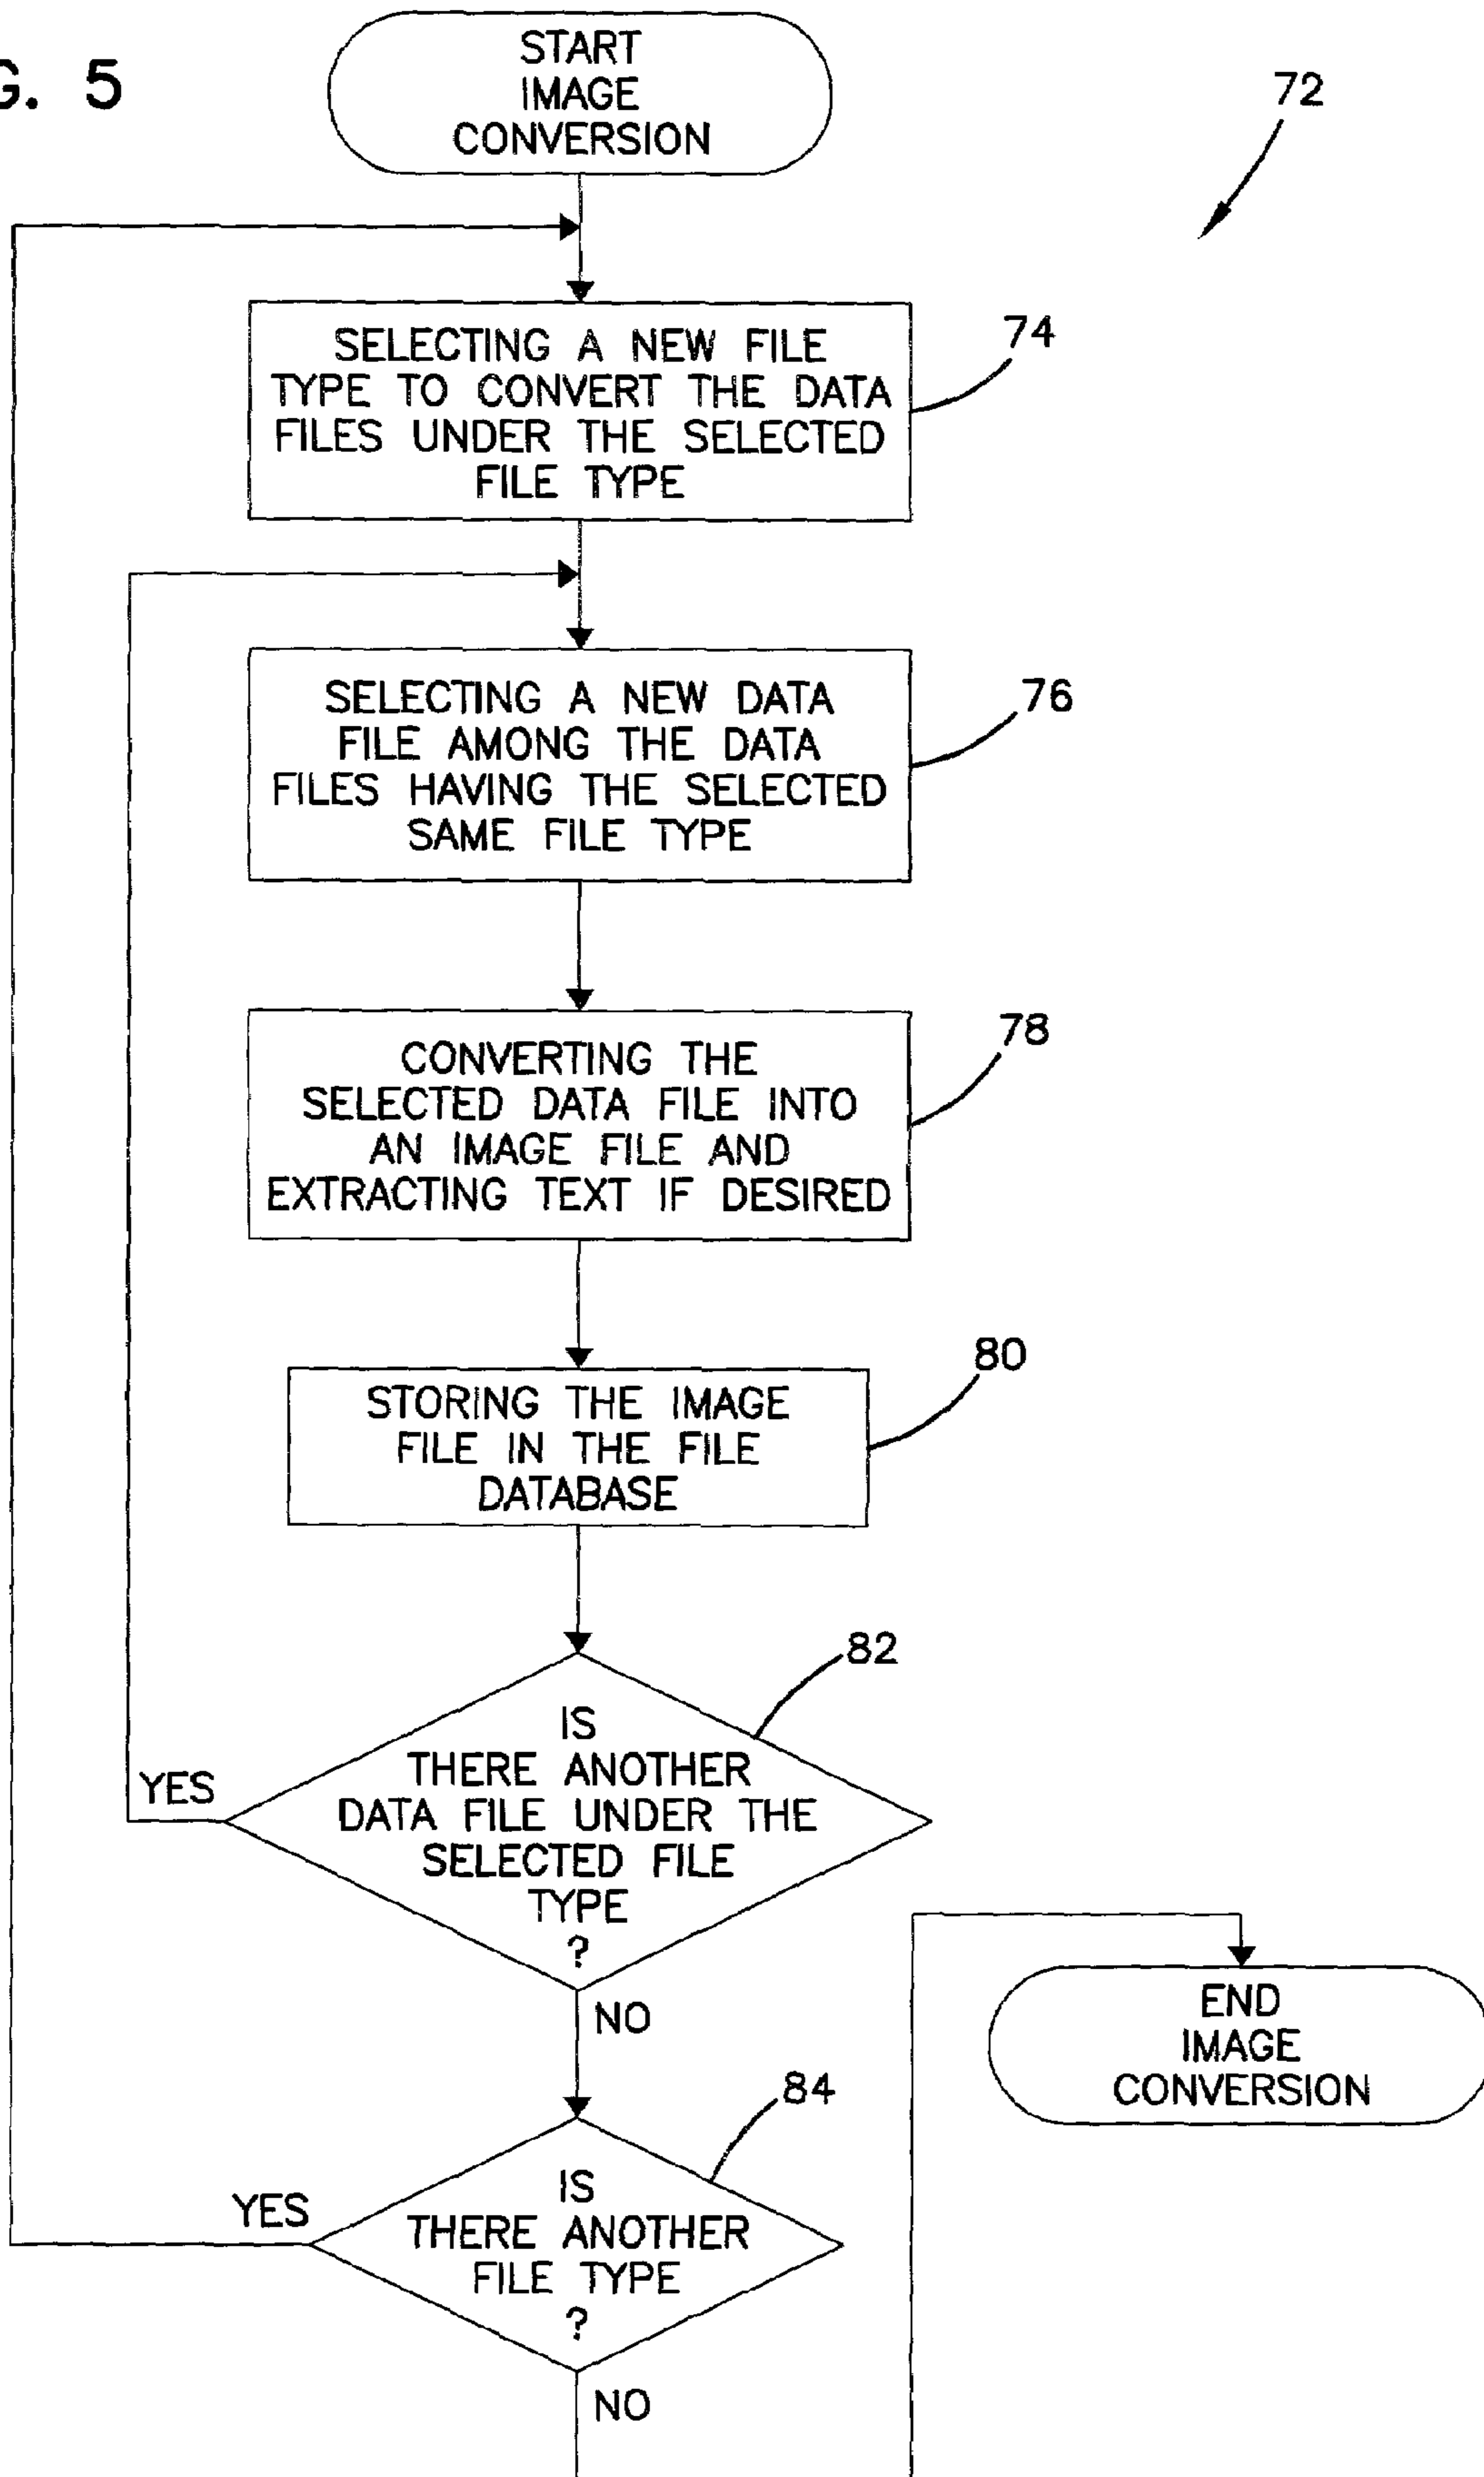 G. 5
START
IMAGE
CONVERSION
72
SELECTING A NEW FILE
TYPE TO CONVERT THE DATA
FILES UNDER THE SELECTED
FILE TYPE
74
SELECTING A NEW DATA
FILE AMONG THE DATA
FILES HAVING THE SELECTED
SAME FILE TYPE
76
CONVERTING THE
SELECTED DATA FILE INTO
AN IMAGE FILE AND
EXTRACTING TEXT IF DESIRED
78
STORING THE IMAGE
FILE IN THE FILE
DATABASE
80
IS
THERE ANOTHER
DATA FILE UNDER THE
SELECTED FILE
TYPE
?
82
YES
NO
IS
THERE ANOTHER
FILE TYPE
?
84
YES
NO
END
IMAGE
CONVERSION